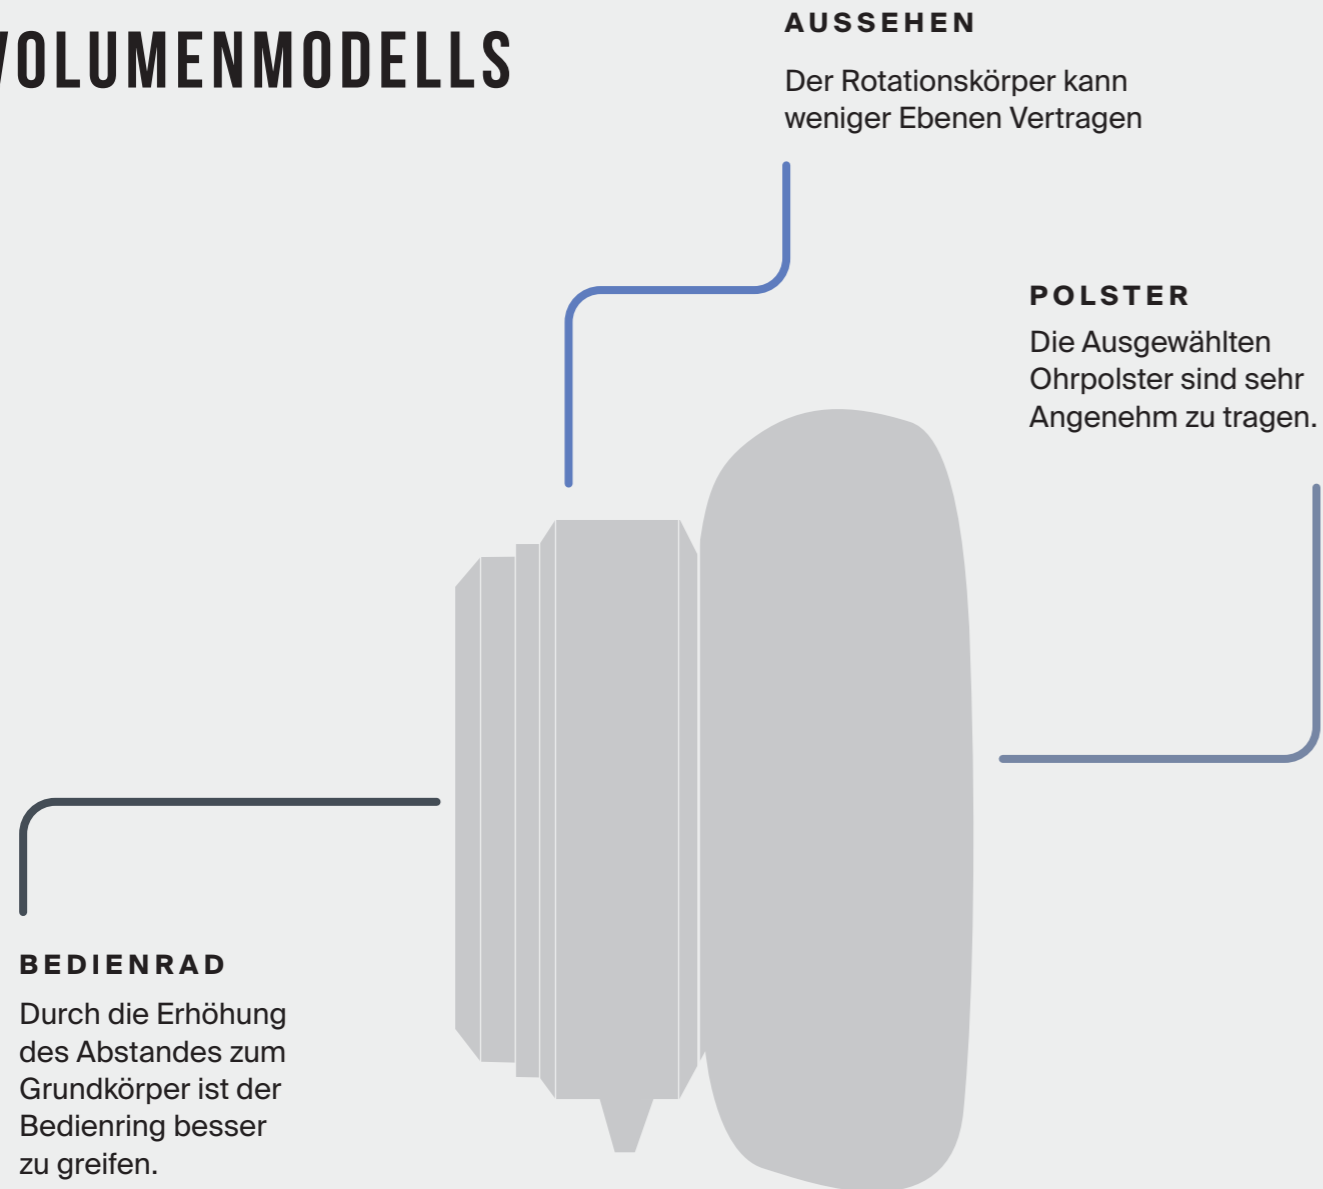 VOLUMENMODELLS
AUSSEHEN
Der Rotationskörper kann
weniger Ebenen Vertragen
POLSTER
Die Ausgewählten
Ohrpolster sind sehr
Angenehm zu tragen.
BEDIENRAD
Durch die Erhöhung
des Abstandes zum
Grundkörper ist der
Bedienring besser
zu greifen.